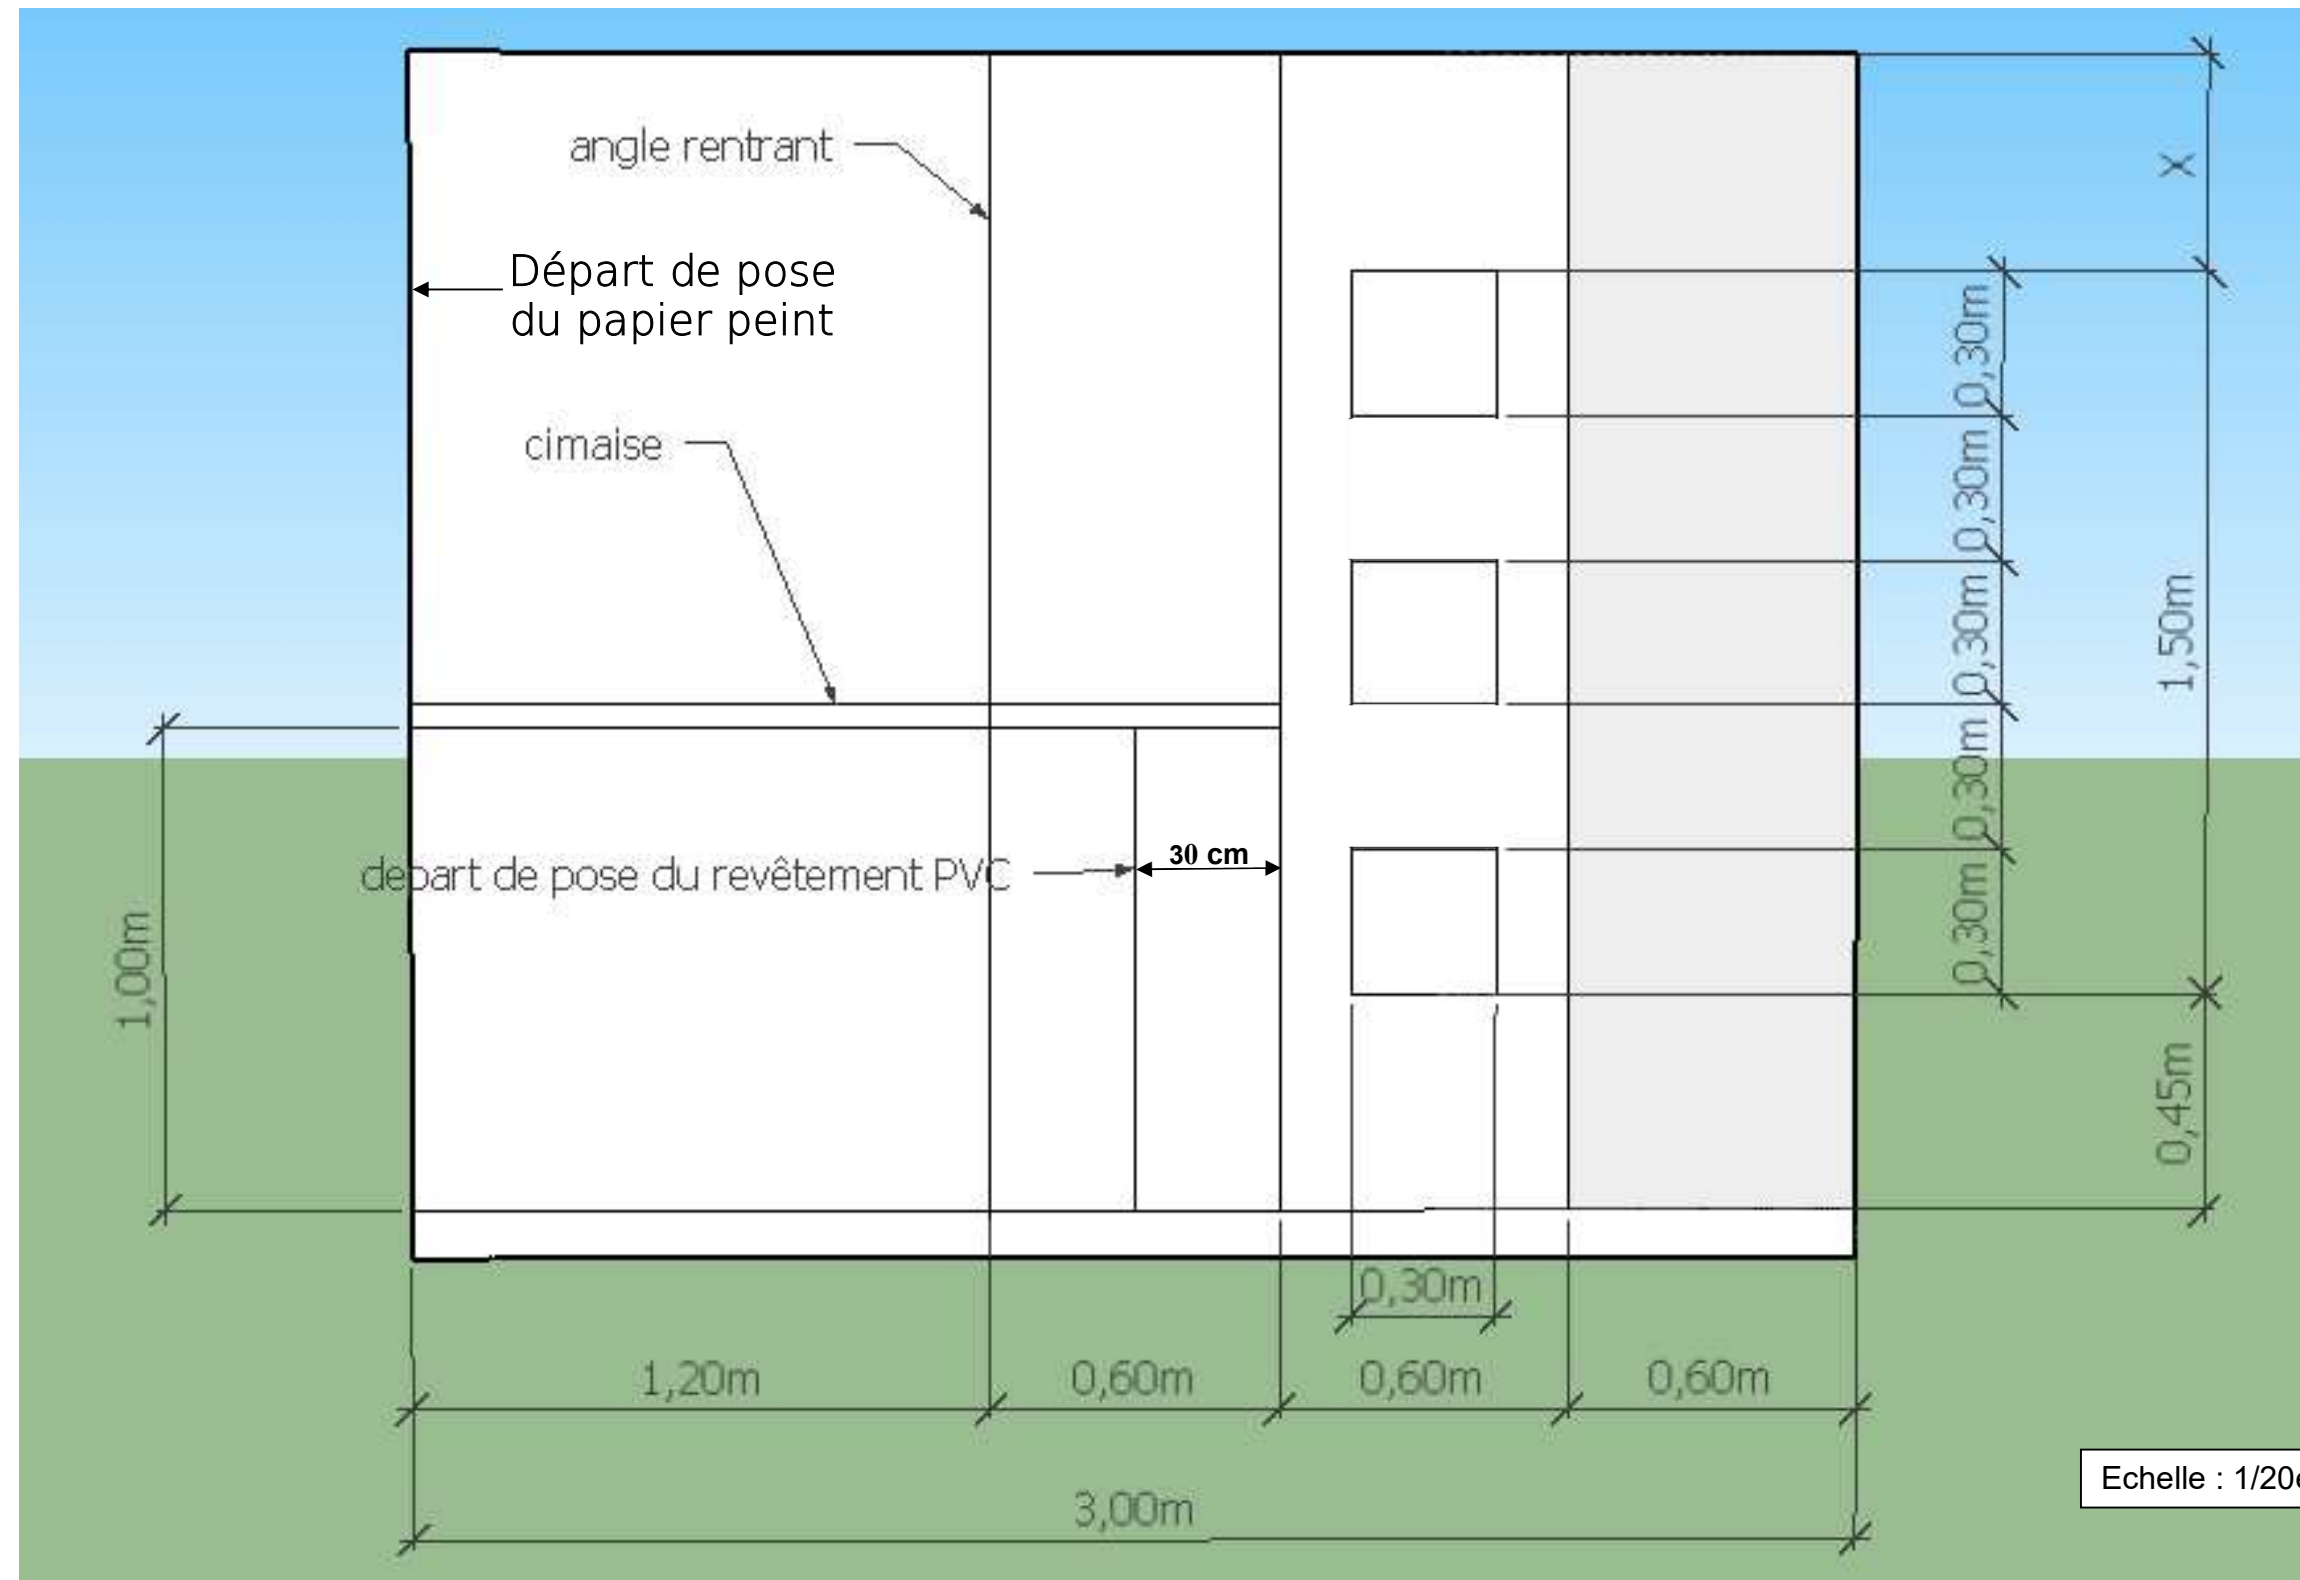 angle rentrant
X
Départ de pose
du papier peint
0,30m
cimaise
0,30m
0,30m
1,50m
0,30m
30 cm
depart de pose du revêtement PVC
0,30m
1,00m
0,45m
0,30m
1,20m
0,60m
0,60m
0,60m
Echelle : 1/20e
3,00m